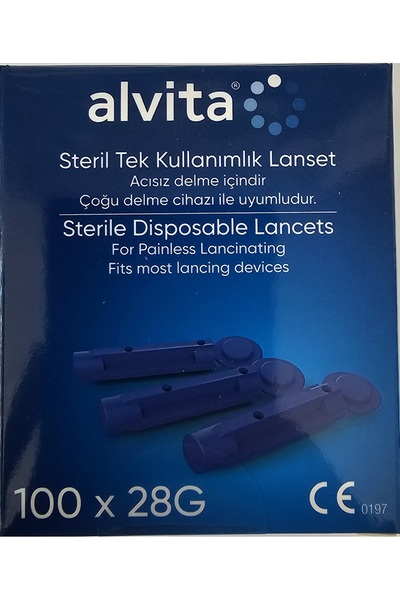 alvita®
Steril Tek Kullanımlık Lanset
Acısız delme içindir
Çoğu delme cihazı ile uyumludur.
Sterile Disposable Lancets
For Painless Lancinating
Fits most lancing devices
100 x 28G
CE 0197